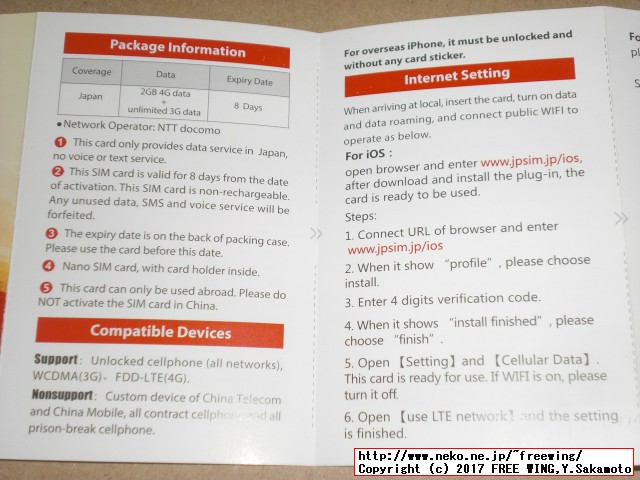 Package Information
Coverage Data Expiry Date
Japan 2GB 4G data + unlimited 3G data 8 Days
●Network Operator: NTT docomo
❶ This card only provides data service in Japan,
no voice or text service.
❷ This SIM card is valid for 8 days from the date
of activation. This SIM card is non-rechargeable.
Any unused data, SMS and voice service will be
forfeited.
❸ The expiry date is on the back of packing case.
Please use the card before this date.
❹ Nano SIM card, with card holder inside.
❺ This card can only be used abroad. Please do
NOT activate the SIM card in China.
Compatible Devices
Support: Unlocked cellphone (all networks),
WCDMA(3G)、FDD-LTE(4G).
Nonsupport: Custom device of China Telecom
and China Mobile, all contract cellphone and all
prison-break cellphone.
»
For overseas iPhone, it must be unlocked and
without any card sticker.
Internet Setting
When arriving at local, insert the card, turn on data
and data roaming, and connect public WIFI to
operate as below.
For iOS：
open browser and enter www.jpsim.jp/ios,
after download and install the plug-in, the
card is ready to be used.
Steps:
1. Connect URL of browser and enter
www.jpsim.jp/ios
2. When it show “profile”, please choose
install.
3. Enter 4 digits verification code.
4. When it shows “install finished”, please
choose “finish”.
5. Open【Setting】and【Cellular Data】.
This card is ready for use. If WIFI is on, please
turn it off.
6. Open【use LTE network】and the setting
is finished.
»
http://www.neko.ne.jp/~freewing/
Copyright (c) 2017 FREE WING,Y.Sakamoto